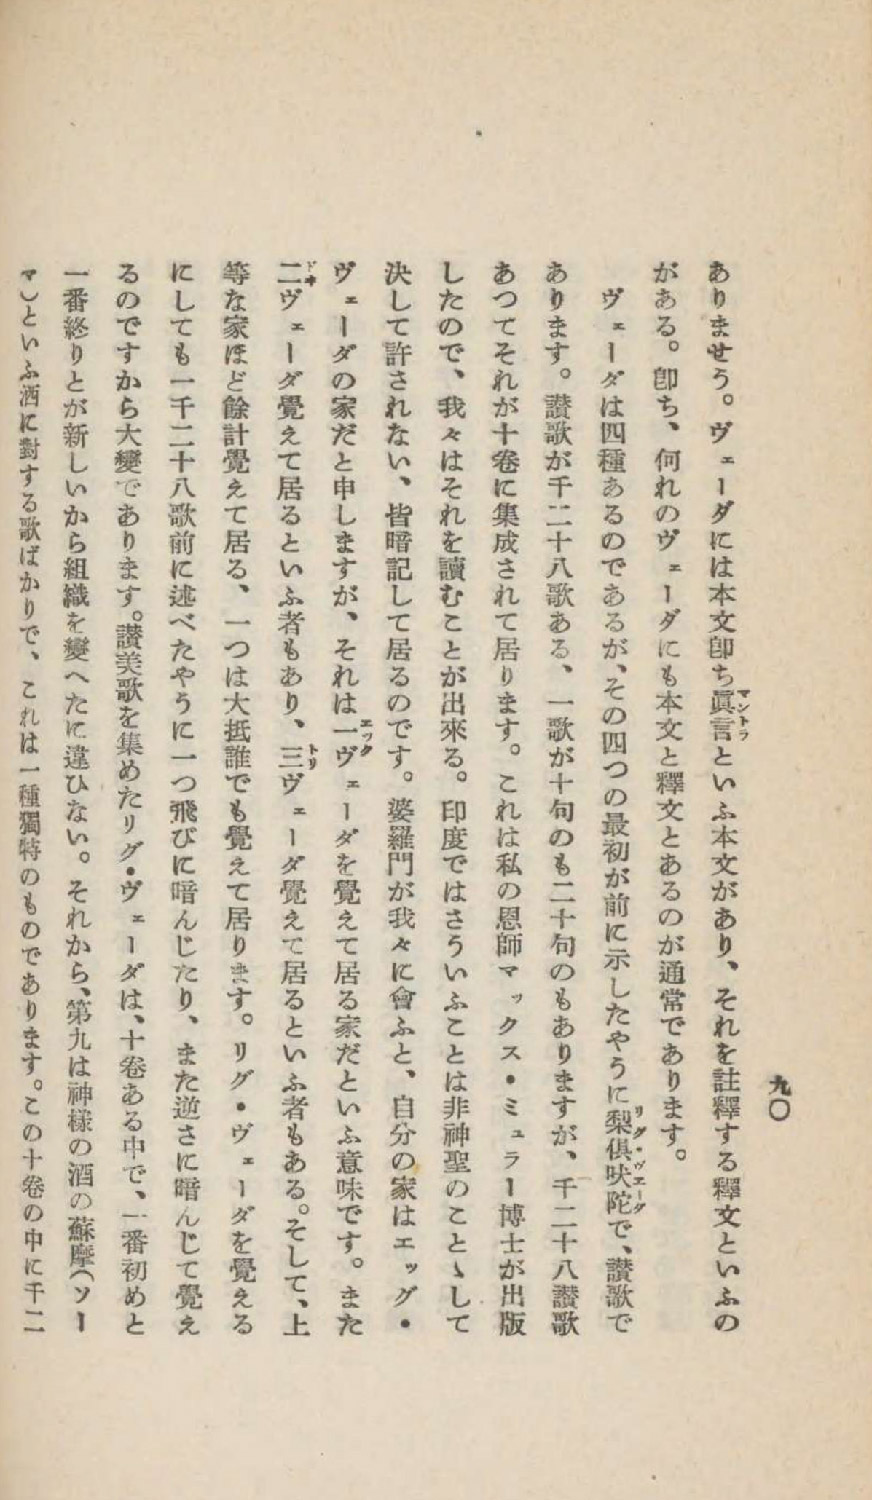 九〇
ありませう。ヴェーダには本文卽ち眞言といふ本文があり、それを註釋する釋文といふの
マントラ
がある。卽ち、何れのヴェーダにも本文と釋文とあるのが通常であります。
ヴェーダは四種あるのであるが、その四つの最初が前に示したやうに梨俱吠陀で、讃歌で
リグ・ヴエーダ
あります。讃歌が千二十八歌ある、一歌が十句のも二十句のもありますが、千二十八讃歌
あつてそれが十卷に集成されて居ります。これは私の恩師マックス・ミュラー博士が出版
したので、我々はそれを讀むことが出來る。印度ではさういふことは非神聖のことゝして
決して許されない、皆暗記して居るのです。婆羅門が我々に會ふと、自分の家はエッグ・
ヴェーダの家だと申しますが、それは一ヴェーダを覺えて居る家だといふ意味です。また
エック
二ヴェーダ覺えて居るといふ者もあり、三ヴェーダ覺えて居るといふ者もある。そして、上
ドヰ
トリ
等な家ほど餘計覺えて居る、一つは大抵誰でも覺えて居ります。リグ・ヴェーダを覺える
にしても一千二十八歌前に述べたやうに一つ飛びに暗んじたり、また逆さに暗んじて覺え
るのですから大變であります。讃美歌を集めたリグ・ヴェーダは、十卷ある中で、一番初めと
一番終りとが新しいから組織を變へたに違ひない。それから、第九は神樣の酒の蘇摩(ソー
マ)といふ酒に對する歌ばかりで、これは一種獨特のものであります。この十卷の中に千二